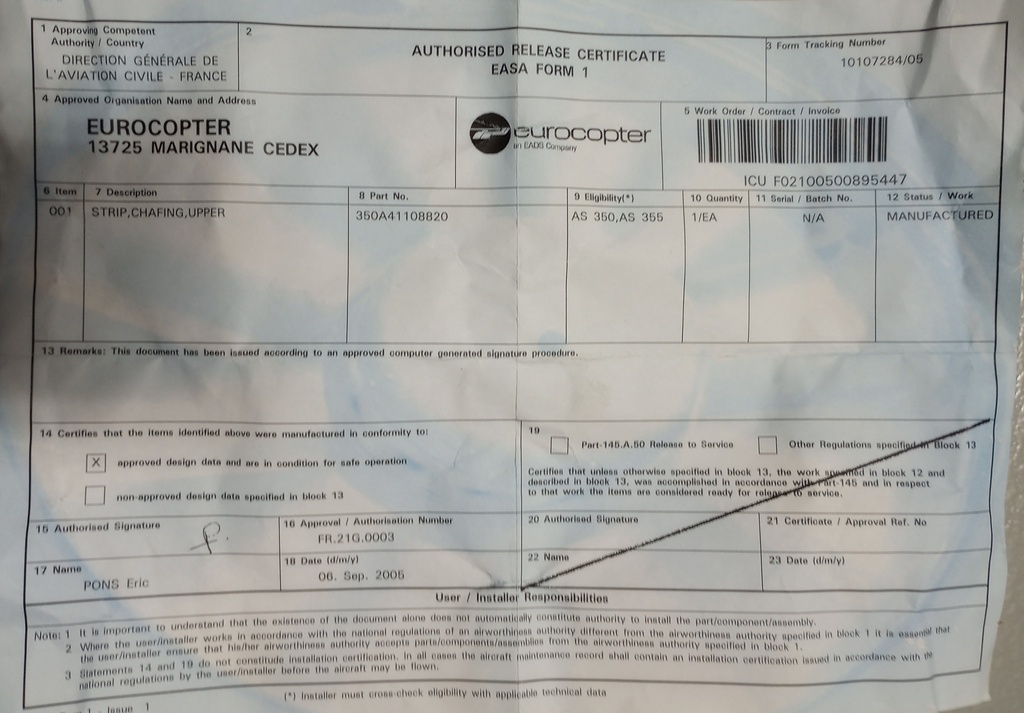 1 Approving Competent
Authority / Country
DIRECTION GÉNÉRALE DE
L'AVIATION CIVILE - FRANCE
2
AUTHORISED RELEASE CERTIFICATE
EASA FORM 1
3 Form Tracking Number
10107284/05
4 Approved Organisation Name and Address
EUROCOPTER
13725 MARIGNANE CEDEX
eurocopter
an EADS Company
5 Work Order / Contract / Invoice
ICU F02100500895447
6 Item 7 Description 8 Part No. 9 Eligibility(*) 10 Quantity 11 Serial / Batch No. 12 Status / Work
001 STRIP,CHAFING,UPPER 350A41108820 AS 350,AS 355 1/EA N/A MANUFACTURED
13 Remarks: This document has been issued according to an approved computer generated signature procedure.
14 Certifies that the items identified above were manufactured in conformity to:
X approved design data and are in condition for safe operation
non-approved design data specified in block 13
19
Part-145.A.50 Release to Service Other Regulations specified in Block 13
Certifies that unless otherwise specified in block 13, the work specified in block 12 and
described in block 13, was accomplished in accordance with Part-145 and in respect
to that work the items are considered ready for release to service.
15 Authorised Signature
16 Approval / Authorisation Number
FR.21G.0003
20 Authorised Signature
21 Certificate / Approval Ref. No
17 Name
PONS Eric
18 Date (d/m/y)
06. Sep. 2005
22 Name
23 Date (d/m/y)
User / Installer Responsibilities
Note: 1 It is important to understand that the existence of the document alone does not automatically constitute authority to install the part/component/assembly.
2 Where the user/installer works in accordance with the national regulations of an airworthiness authority different from the airworthiness authority specified in block 1 it is essential that
the user/installer ensure that his/her airworthiness authority accepts parts/components/assemblies from the airworthiness authority specified in block 1.
3 Statements 14 and 19 do not constitute installation certification. In all cases the aircraft maintenance record shall contain an installation certification issued in accordance with the
national regulations by the user/installer before the aircraft may be flown.
(*) Installer must cross-check eligibility with applicable technical data
1 - Issue 1